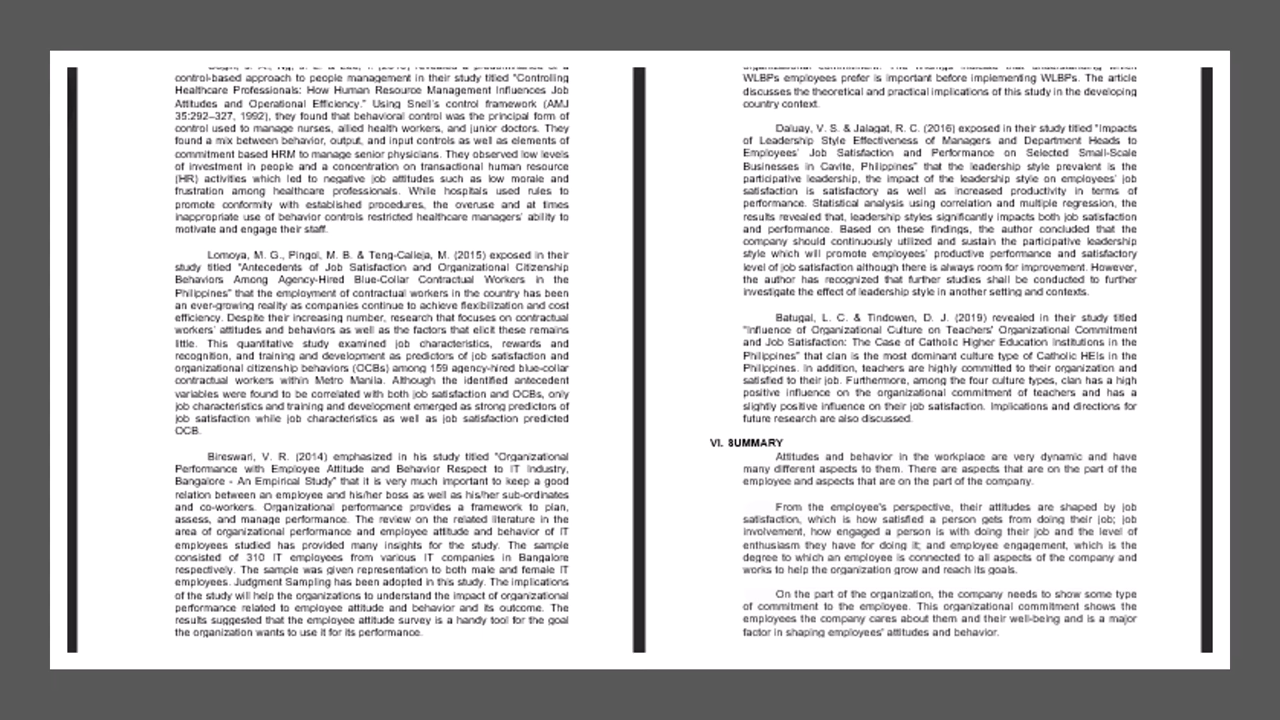 control-based approach to people management in their study titled "Controlling
Healthcare Professionals: How Human Resource Management Influences Job
Attitudes and Operational Efficiency." Using Snell's control framework (AMJ
35:292–327, 1992), they found that behavioral control was the principal form of
control used to manage nurses, allied health workers, and junior doctors. They
found a mix between behavior, output, and input controls as well as elements of
commitment based HRM to manage senior physicians. They observed low levels
of investment in people and a concentration on transactional human resource
(HR) activities which led to negative job attitudes such as low morale and
frustration among healthcare professionals. While hospitals used rules to
promote conformity with established procedures, the overuse and at times
inappropriate use of behavior controls restricted healthcare managers' ability to
motivate and engage their staff.
Lomoya, M. G., Pingol, M. B. & Teng-Calleja, M. (2015) exposed in their
study titled "Antecedents of Job Satisfaction and Organizational Citizenship
Behaviors Among Agency-Hired Blue-Collar Contractual Workers in the
Philippines" that the employment of contractual workers in the country has been
an ever-growing reality as companies continue to achieve flexibilization and cost
efficiency. Despite their increasing number, research that focuses on contractual
workers' attitudes and behaviors as well as the factors that elicit these remains
little. This quantitative study examined job characteristics, rewards and
recognition, and training and development as predictors of job satisfaction and
organizational citizenship behaviors (OCBs) among 159 agency-hired blue-collar
contractual workers within Metro Manila. Although the identified antecedent
variables were found to be correlated with both job satisfaction and OCBs, only
job characteristics and training and development emerged as strong predictors of
job satisfaction while job characteristics as well as job satisfaction predicted
OCB.
Bireswari, V. R. (2014) emphasized in his study titled "Organizational
Performance with Employee Attitude and Behavior Respect to IT Industry,
Bangalore - An Empirical Study" that it is very much important to keep a good
relation between an employee and his/her boss as well as his/her sub-ordinates
and co-workers. Organizational performance provides a framework to plan,
assess, and manage performance. The review on the related literature in the
area of organizational performance and employee attitude and behavior of IT
employees studied has provided many insights for the study. The sample
consisted of 310 IT employees from various IT companies in Bangalore
respectively. The sample was given representation to both male and female IT
employees. Judgment Sampling has been adopted in this study. The implications
of the study will help the organizations to understand the impact of organizational
performance related to employee attitude and behavior and its outcome. The
results suggested that the employee attitude survey is a handy tool for the goal
the organization wants to use it for its performance.
WLBPs employees prefer is important before implementing WLBPs. The article
discusses the theoretical and practical implications of this study in the developing
country context.
Daluay, V. S. & Jalagat, R. C. (2016) exposed in their study titled "Impacts
of Leadership Style Effectiveness of Managers and Department Heads to
Employees' Job Satisfaction and Performance on Selected Small-Scale
Businesses in Cavite, Philippines" that the leadership style prevalent is the
participative leadership, the impact of the leadership style on employees' job
satisfaction is satisfactory as well as increased productivity in terms of
performance. Statistical analysis using correlation and multiple regression, the
results revealed that, leadership styles significantly impacts both job satisfaction
and performance. Based on these findings, the author concluded that the
company should continuously utilized and sustain the participative leadership
style which will promote employees' productive performance and satisfactory
level of job satisfaction although there is always room for improvement. However,
the author has recognized that further studies shall be conducted to further
investigate the effect of leadership style in another setting and contexts.
Batugal, L. C. & Tindowen, D. J. (2019) revealed in their study titled
"Influence of Organizational Culture on Teachers' Organizational Commitment
and Job Satisfaction: The Case of Catholic Higher Education Institutions in the
Philippines" that clan is the most dominant culture type of Catholic HEIs in the
Philippines. In addition, teachers are highly committed to their organization and
satisfied to their job. Furthermore, among the four culture types, clan has a high
positive influence on the organizational commitment of teachers and has a
slightly positive influence on their job satisfaction. Implications and directions for
future research are also discussed.
VI. SUMMARY
Attitudes and behavior in the workplace are very dynamic and have
many different aspects to them. There are aspects that are on the part of the
employee and aspects that are on the part of the company.
From the employee's perspective, their attitudes are shaped by job
satisfaction, which is how satisfied a person gets from doing their job; job
involvement, how engaged a person is with doing their job and the level of
enthusiasm they have for doing it; and employee engagement, which is the
degree to which an employee is connected to all aspects of the company and
works to help the organization grow and reach its goals.
On the part of the organization, the company needs to show some type
of commitment to the employee. This organizational commitment shows the
employees the company cares about them and their well-being and is a major
factor in shaping employees' attitudes and behavior.